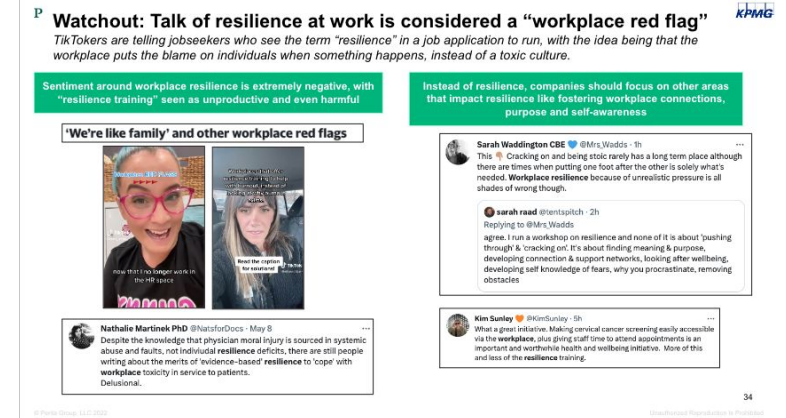 P
Watchout: Talk of resilience at work is considered a “workplace red flag”
KPMG
TikTokers are telling jobseekers who see the term “resilience” in a job application to run, with the idea being that the
workplace puts the blame on individuals when something happens, instead of a toxic culture.
Sentiment around workplace resilience is extremely negative, with
“resilience training” seen as unproductive and even harmful
‘We’re like family’ and other workplace red flags
now that I no longer work in
the HR space
Read the caption
for solutions!
Nathalie Martinek PhD @NatsforDocs · May 8
Despite the knowledge that physician moral injury is sourced in systemic
abuse and faults, not indiviudal resilience deficits, there are still people
writing about the merits of 'evidence-based' resilience to 'cope' with
workplace toxicity in service to patients.
Delusional.
Instead of resilience, companies should focus on other areas
that impact resilience like fostering workplace connections,
purpose and self-awareness
Sarah Waddington CBE @Mrs_Wadds · 1h
This Cracking on and being stoic rarely has a long term place although
there are times when putting one foot after the other is solely what's
needed. Workplace resilience because of unrealistic pressure is all
shades of wrong though.
sarah raad @tentspitch · 2h
Replying to @Mrs_Wadds
agree. I run a workshop on resilience and none of it is about 'pushing
through' & 'cracking on'. It's about finding meaning & purpose,
developing connection & support networks, looking after wellbeing,
developing self knowledge of fears, why you procrastinate, removing
obstacles
Kim Sunley @KimSunley · 5h
What a great initiative. Making cervical cancer screening easily accessible
via the workplace, plus giving staff time to attend appointments is an
important and worthwhile health and wellbeing initiative. More of this
and less of the resilience training.
34
Unauthorized Reproduction is Prohibited